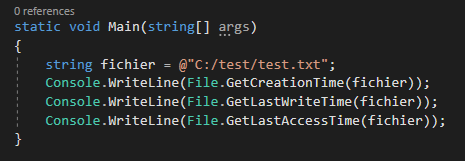 0 references
static void Main(string[] args)
{
string fichier = @"C:/test/test.txt";
Console.WriteLine(File.GetCreationTime(fichier));
Console.WriteLine(File.GetLastWriteTime(fichier));
Console.WriteLine(File.GetLastAccessTime(fichier));
}